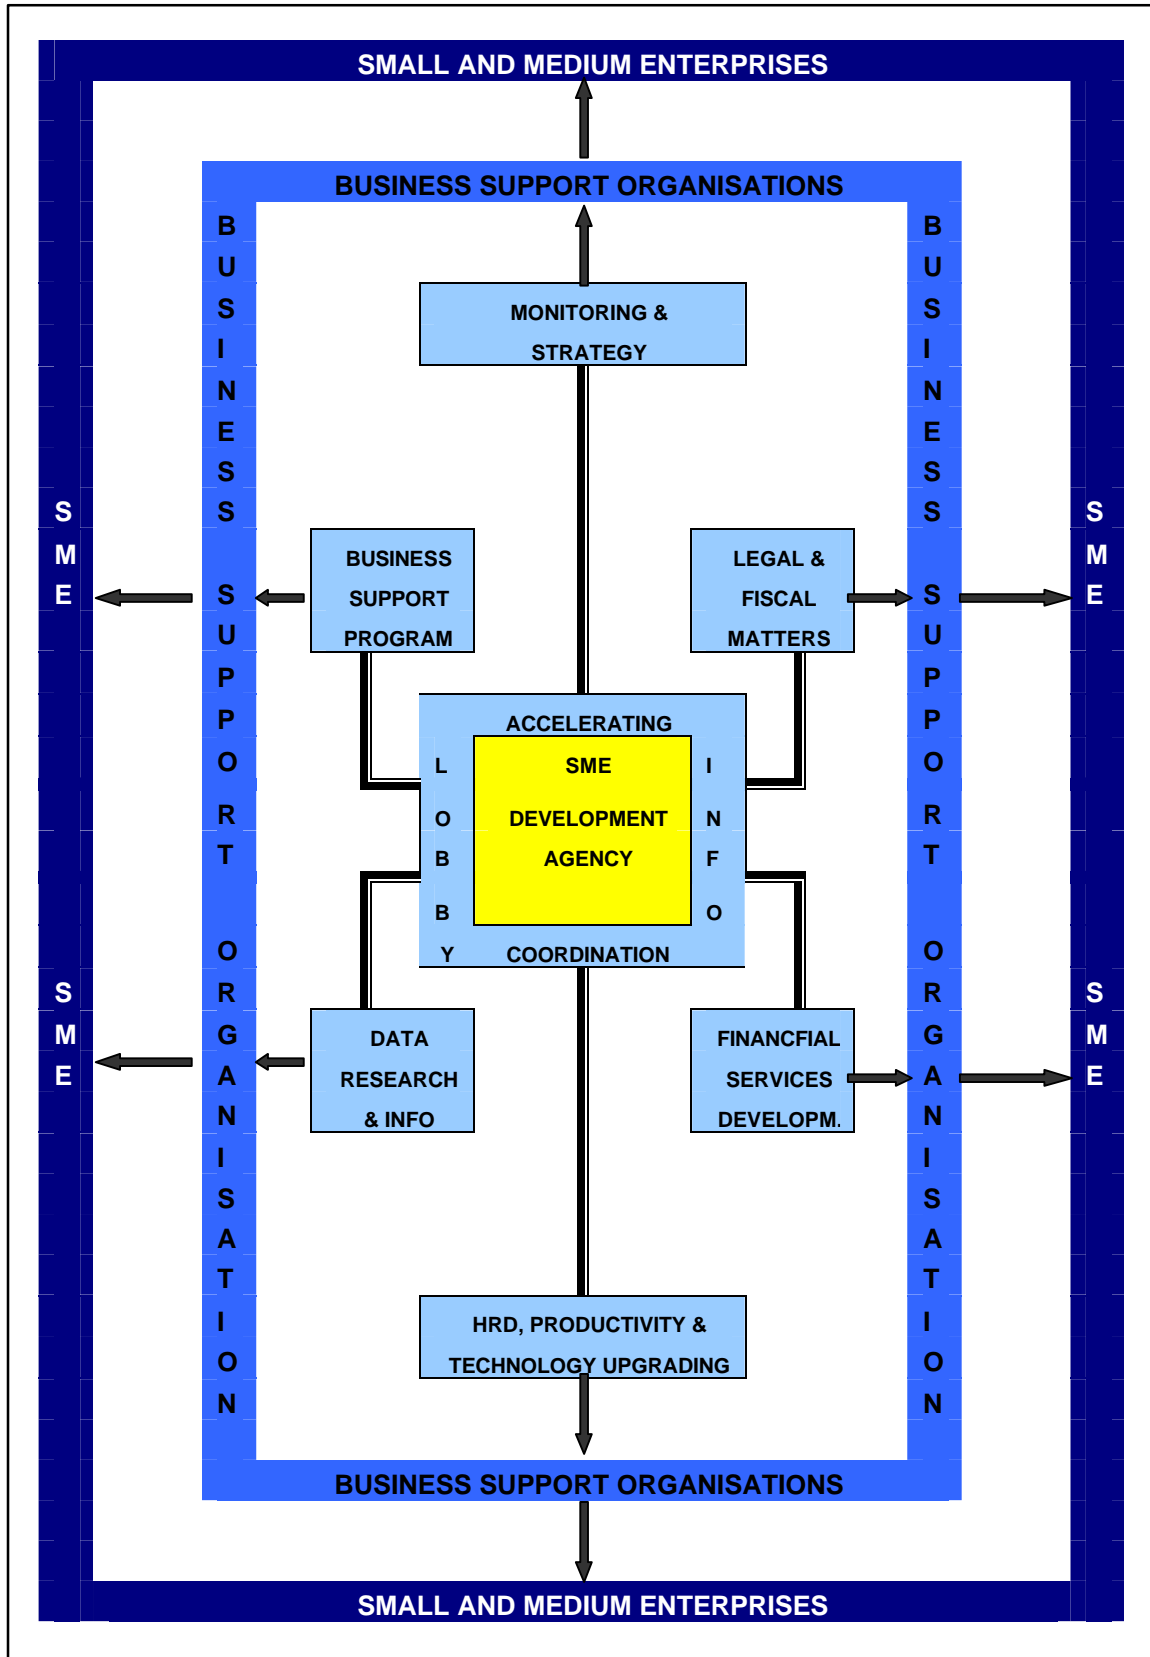 SMALL AND MEDIUM ENTERPRISES
BUSINESS SUPPORT ORGANISATIONS
BUSINESS SUPPORT ORGANISATION
BUSINESS SUPPORT ORGANISATION
MONITORING &
STRATEGY
SME
SME
BUSINESS
SUPPORT
PROGRAM
LEGAL &
FISCAL
MATTERS
ACCELERATING
LOBBY
SME
DEVELOPMENT
AGENCY
INFO
COORDINATION
SME
SME
DATA
RESEARCH
& INFO
FINANCFIAL
SERVICES
DEVELOPM.
HRD, PRODUCTIVITY &
TECHNOLOGY UPGRADING
BUSINESS SUPPORT ORGANISATIONS
SMALL AND MEDIUM ENTERPRISES